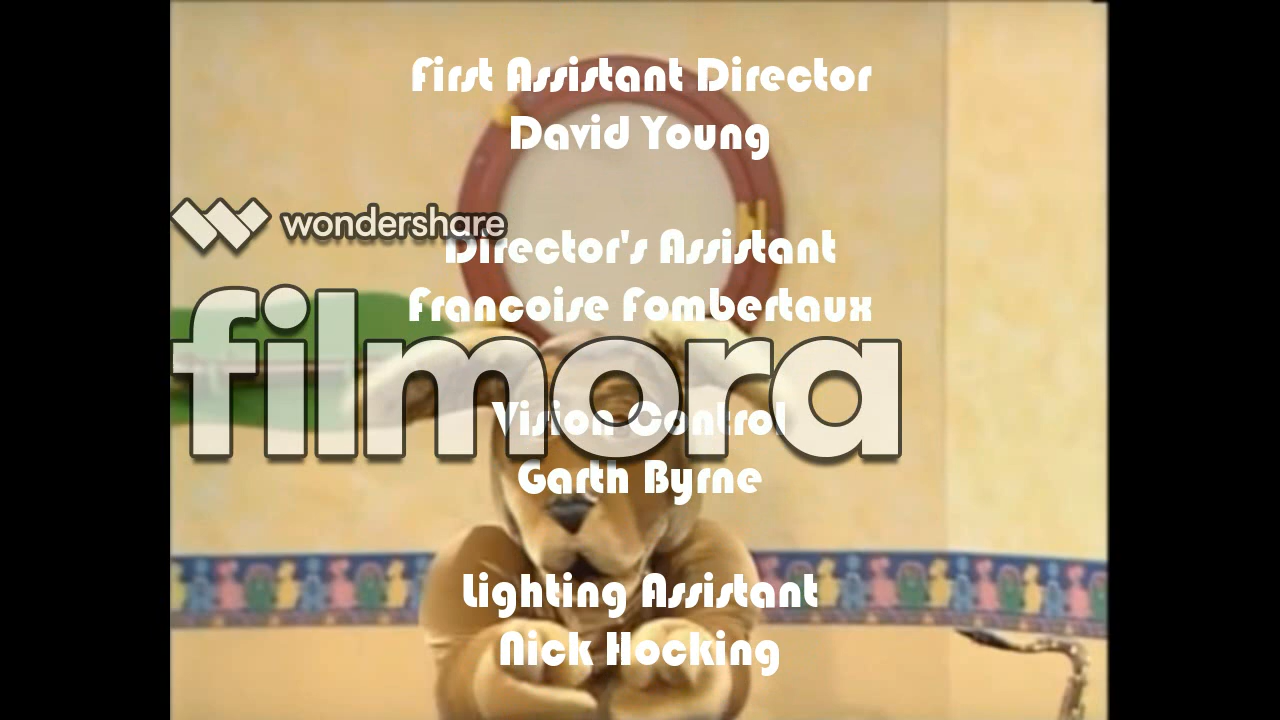 First Assistant Director
David Young
wondershare
Director's Assistant
Francoise Fombertaux
filmora
Vision Control
Garth Byrne
Lighting Assistant
Nick Hocking